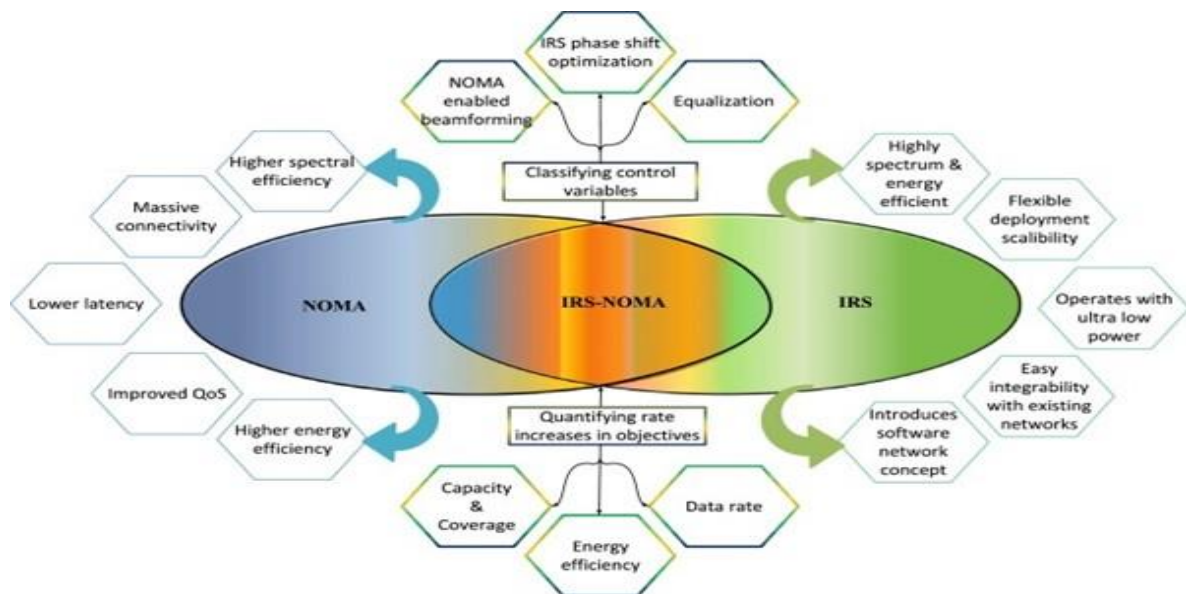 IRS phase shift
optimization
NOMA
enabled
beamforming
Equalization
Classifying control
variables
Higher spectral
efficiency
Massive
connectivity
Lower latency
Improved QoS
Higher energy
efficiency
NOMA
IRS-NOMA
IRS
Highly
spectrum &
energy
efficient
Flexible
deployment
scalibility
Operates with
ultra low
power
Easy
integrability
with existing
networks
Introduces
software
network
concept
Quantifying rate
increases in objectives
Capacity
&
Coverage
Energy
efficiency
Data rate